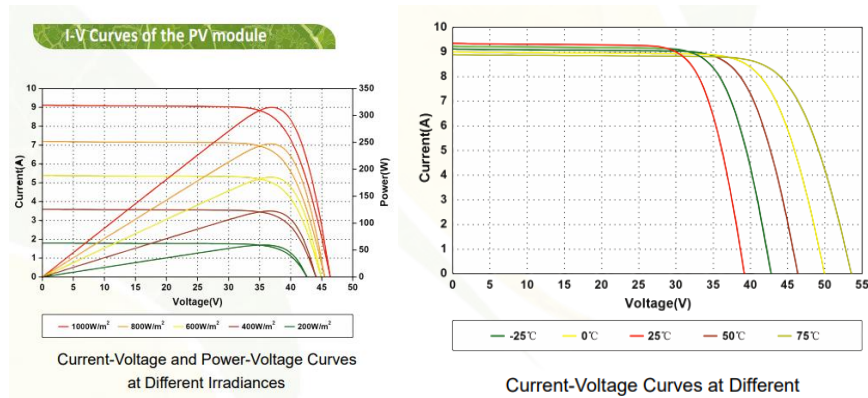 I-V Curves of the PV module
10 9 8 7 6 5 4 3 2 1 0
Current(A)
350 300 250 200 150 100 50 0
Power(W)
0 5 10 15 20 25 30 35 40 45 50
Voltage(V)
1000W/m² 800W/m² 600W/m² 400W/m² 200W/m²
Current-Voltage and Power-Voltage Curves
at Different Irradiances
10 9 8 7 6 5 4 3 2 1 0
Current(A)
0 5 10 15 20 25 30 35 40 45 50 55
Voltage(V)
-25℃ 0℃ 25℃ 50℃ 75℃
Current-Voltage Curves at Different